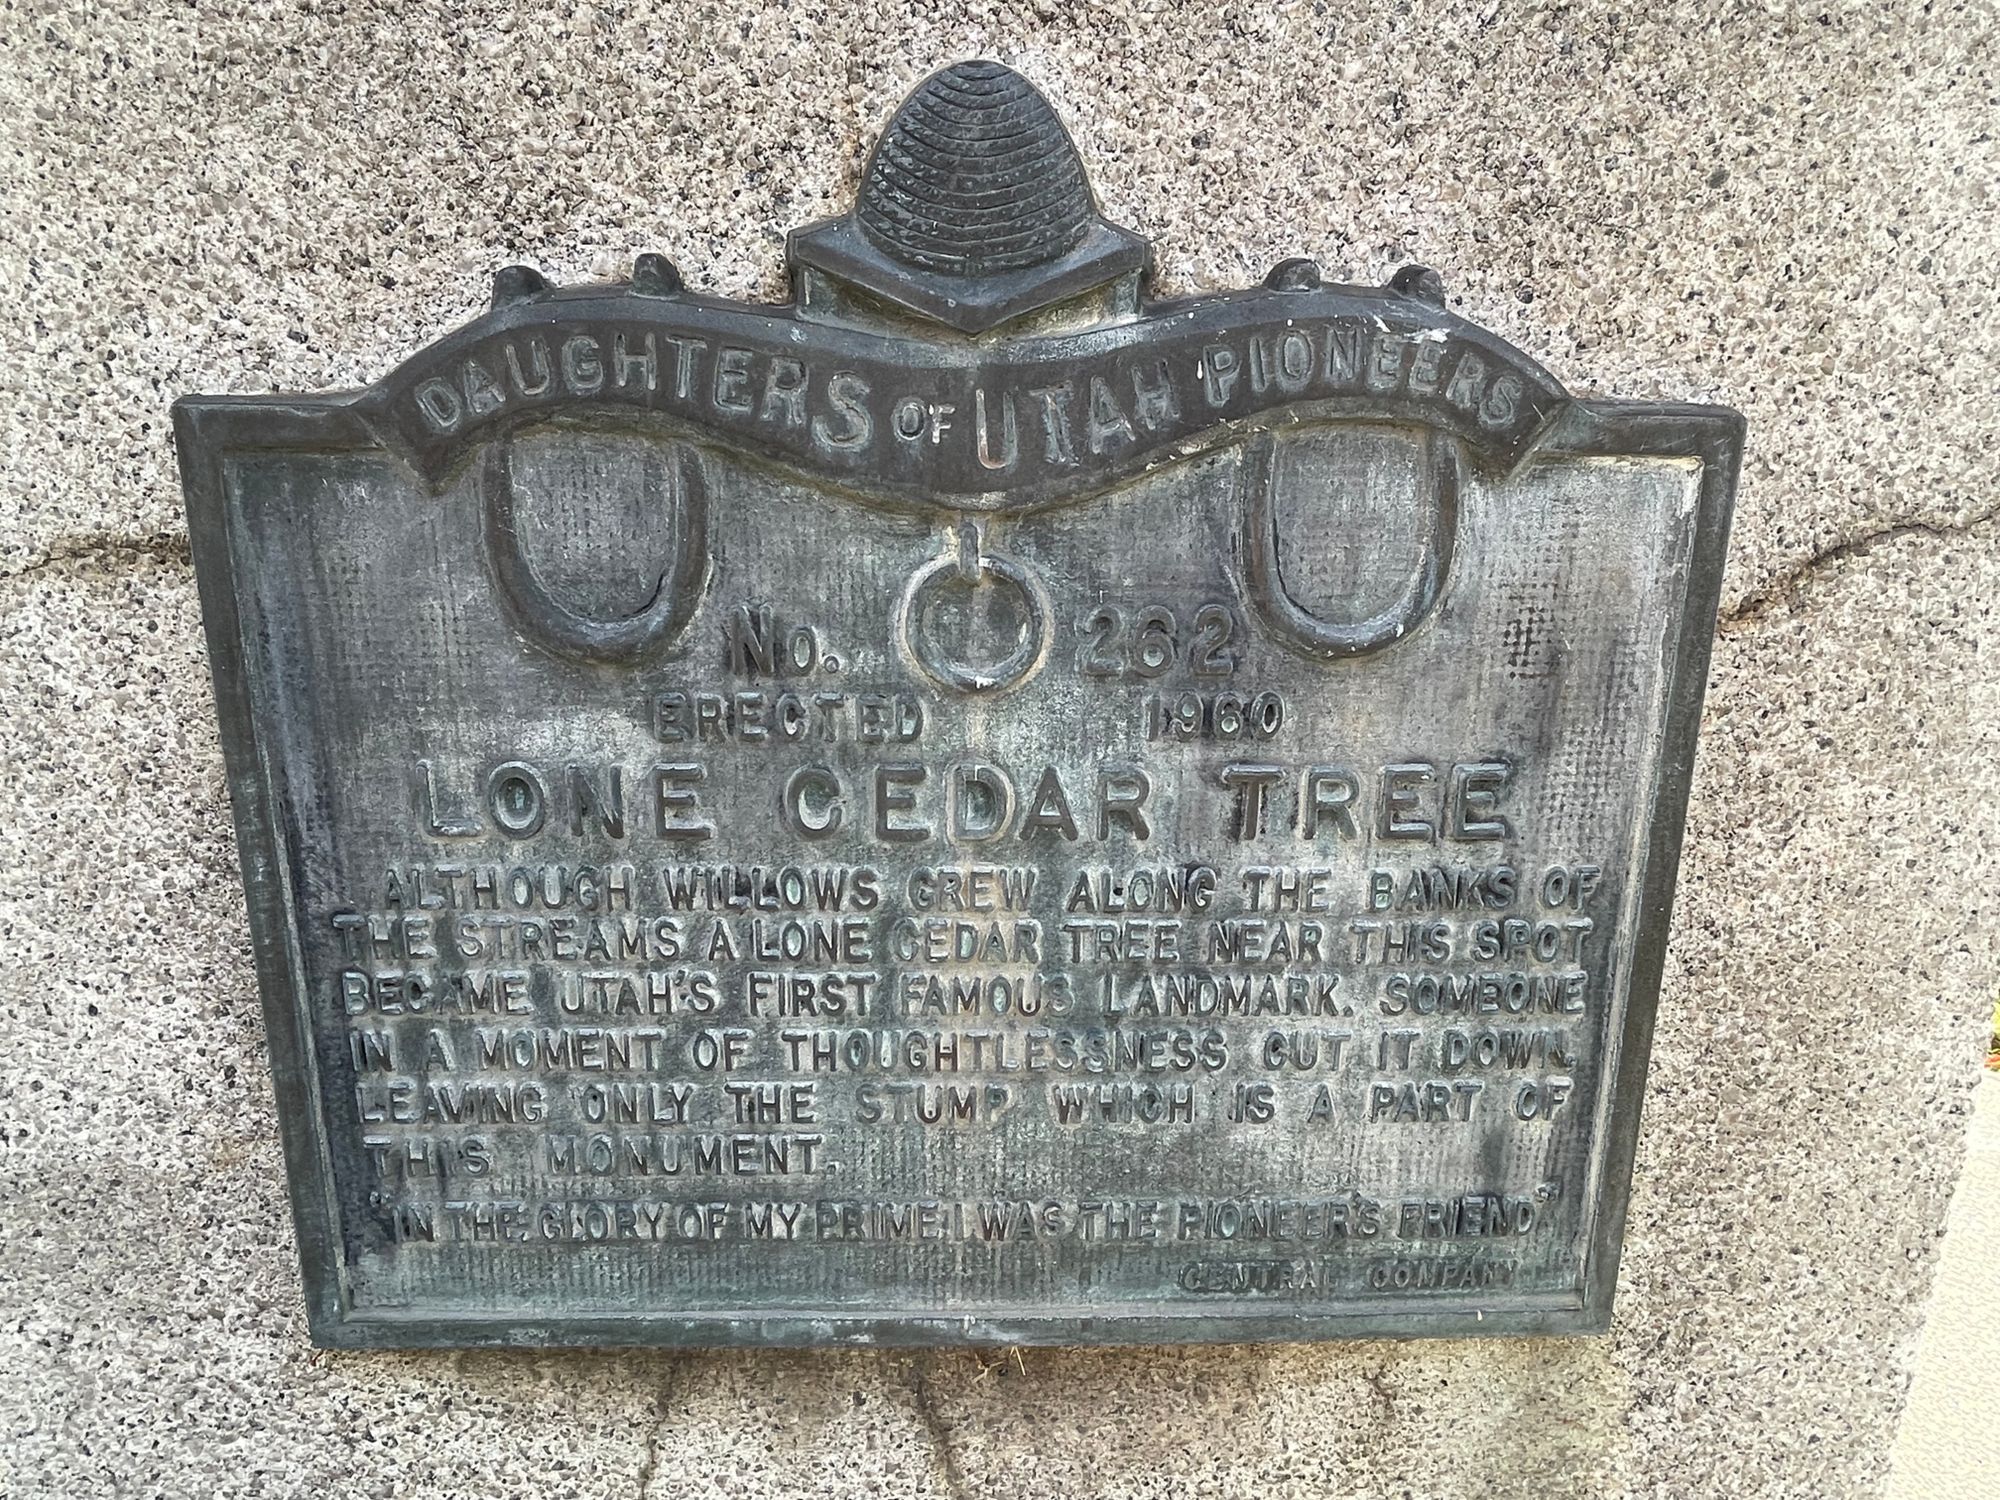 DAUGHTERS OF UTAH PIONEERS
No. 262
ERECTED 1960
LONE CEDAR TREE
ALTHOUGH WILLOWS GREW ALONG THE BANKS OF
THE STREAMS A LONE CEDAR TREE NEAR THIS SPOT
BECAME UTAH'S FIRST FAMOUS LANDMARK. SOMEONE
IN A MOMENT OF THOUGHTLESSNESS CUT IT DOWN,
LEAVING ONLY THE STUMP WHICH IS A PART OF
THIS MONUMENT.
"IN THE GLORY OF MY PRIME I WAS THE PIONEER'S FRIEND"
CENTRAL COMPANY